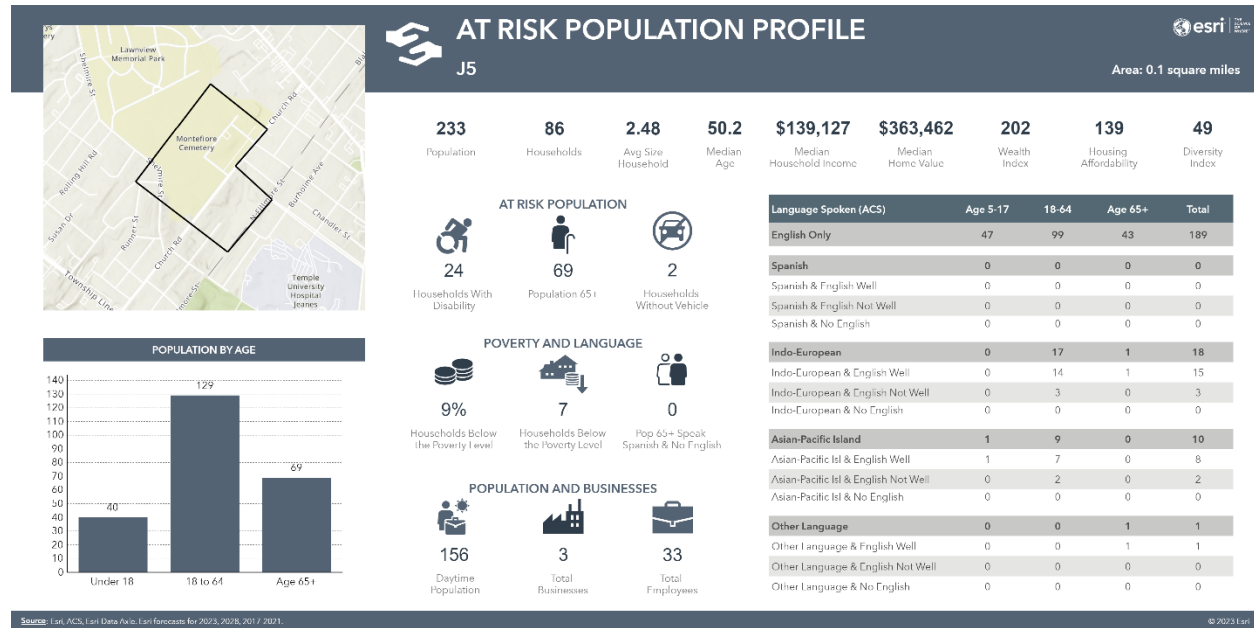 AT RISK POPULATION PROFILE
J5
esri
THE
SCIENCE
OF
WHERE
Area: 0.1 square miles
Lawnview
Memorial Park
Shelmire St
Church Rd
Montefiore
Cemetery
Shelmire St
Rolling Hill Rd
Burholme Ave
N Fillmore St
Chandler St
Susan Dr
Runner St
Church Rd
Township Line
Temple
University
Hospital
Jeanes
233 86 2.48 50.2 $139,127 $363,462 202 139 49
Population Households Avg Size Household Median Age Median Household Income Median Home Value Wealth Index Housing Affordability Diversity Index
AT RISK POPULATION
24 69 2
Households With Disability Population 65+ Households Without Vehicle
POVERTY AND LANGUAGE
9% 7 0
Households Below the Poverty Level Households Below the Poverty Level Pop 65+ Speak Spanish & No English
POPULATION AND BUSINESSES
156 3 33
Daytime Population Total Businesses Total Employees
POPULATION BY AGE
140
130
120
110
100
90
80
70
60
50
40
30
20
10
0
40 129 69
Under 18 18 to 64 Age 65+
Language Spoken (ACS) Age 5-17 18-64 Age 65+ Total
English Only 47 99 43 189
Spanish 0 0 0 0
Spanish & English Well 0 0 0 0
Spanish & English Not Well 0 0 0 0
Spanish & No English 0 0 0 0
Indo-European 0 17 1 18
Indo-European & English Well 0 14 1 15
Indo-European & English Not Well 0 3 0 3
Indo-European & No English 0 0 0 0
Asian-Pacific Island 1 9 0 10
Asian-Pacific Isl & English Well 1 7 0 8
Asian-Pacific Isl & English Not Well 0 2 0 2
Asian-Pacific Isl & No English 0 0 0 0
Other Language 0 0 1 1
Other Language & English Well 0 0 1 1
Other Language & English Not Well 0 0 0 0
Other Language & No English 0 0 0 0
Source: Esri, ACS, Esri-Data Axle. Esri forecasts for 2023, 2028, 2017-2021.
© 2023 Esri